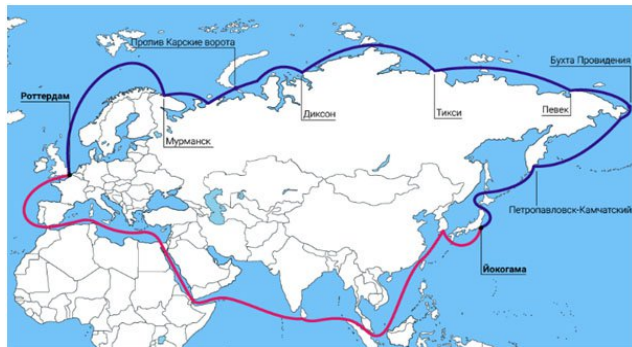 Пролив Карские ворота
Бухта Провидения
Роттердам
Диксон
Тикси
Певек
Мурманск
Петропавловск-Камчатский
Йокогама